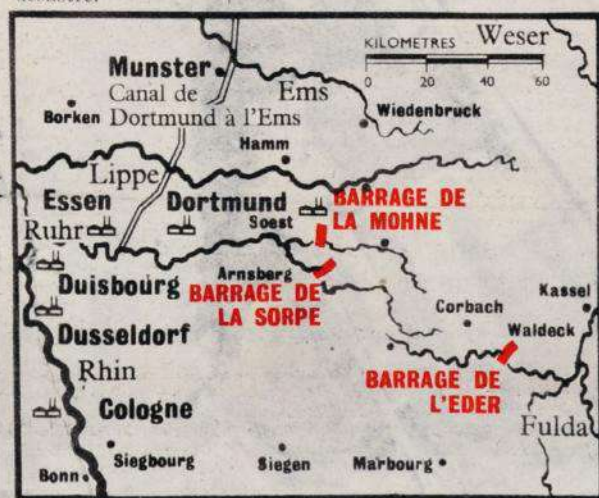 KILOMETRES
Weser
0 20 40 60
Munster
Canal de
Dortmund à l'Ems
Ems
Borken
Wiedenbruck
Hamm
Lippe
Essen
Dortmund
Soest
BARRAGE DE
LA MOHNE
Ruhr
Duisbourg
Arnsberg
BARRAGE DE
LA SORPE
Corbach
Kassel
Waldeck
Dusseldorf
Rhin
BARRAGE DE
L'EDER
Cologne
Fulda
Siegbourg
Siegen
Marbourg
Bonn